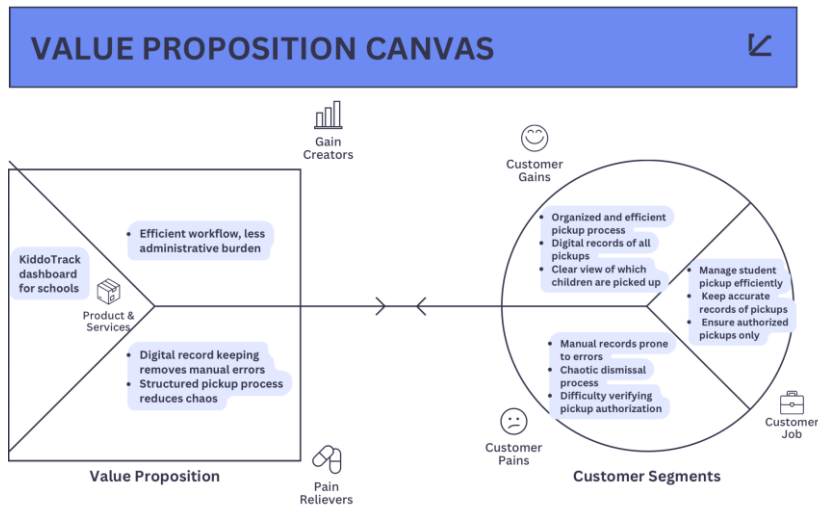 VALUE PROPOSITION CANVAS
Gain
Creators
Customer
Gains
• Efficient workflow, less
administrative burden
KiddoTrack
dashboard
for schools
Product &
Services
• Digital record keeping
removes manual errors
• Structured pickup process
reduces chaos
• Organized and efficient
pickup process
• Digital records of all
pickups
• Clear view of which
children are picked up
• Manage student
pickup efficiently
• Keep accurate
records of pickups
• Ensure authorized
pickups only
• Manual records prone
to errors
• Chaotic dismissal
process
• Difficulty verifying
pickup authorization
Customer
Job
Customer
Pains
Value Proposition
Pain
Relievers
Customer Segments